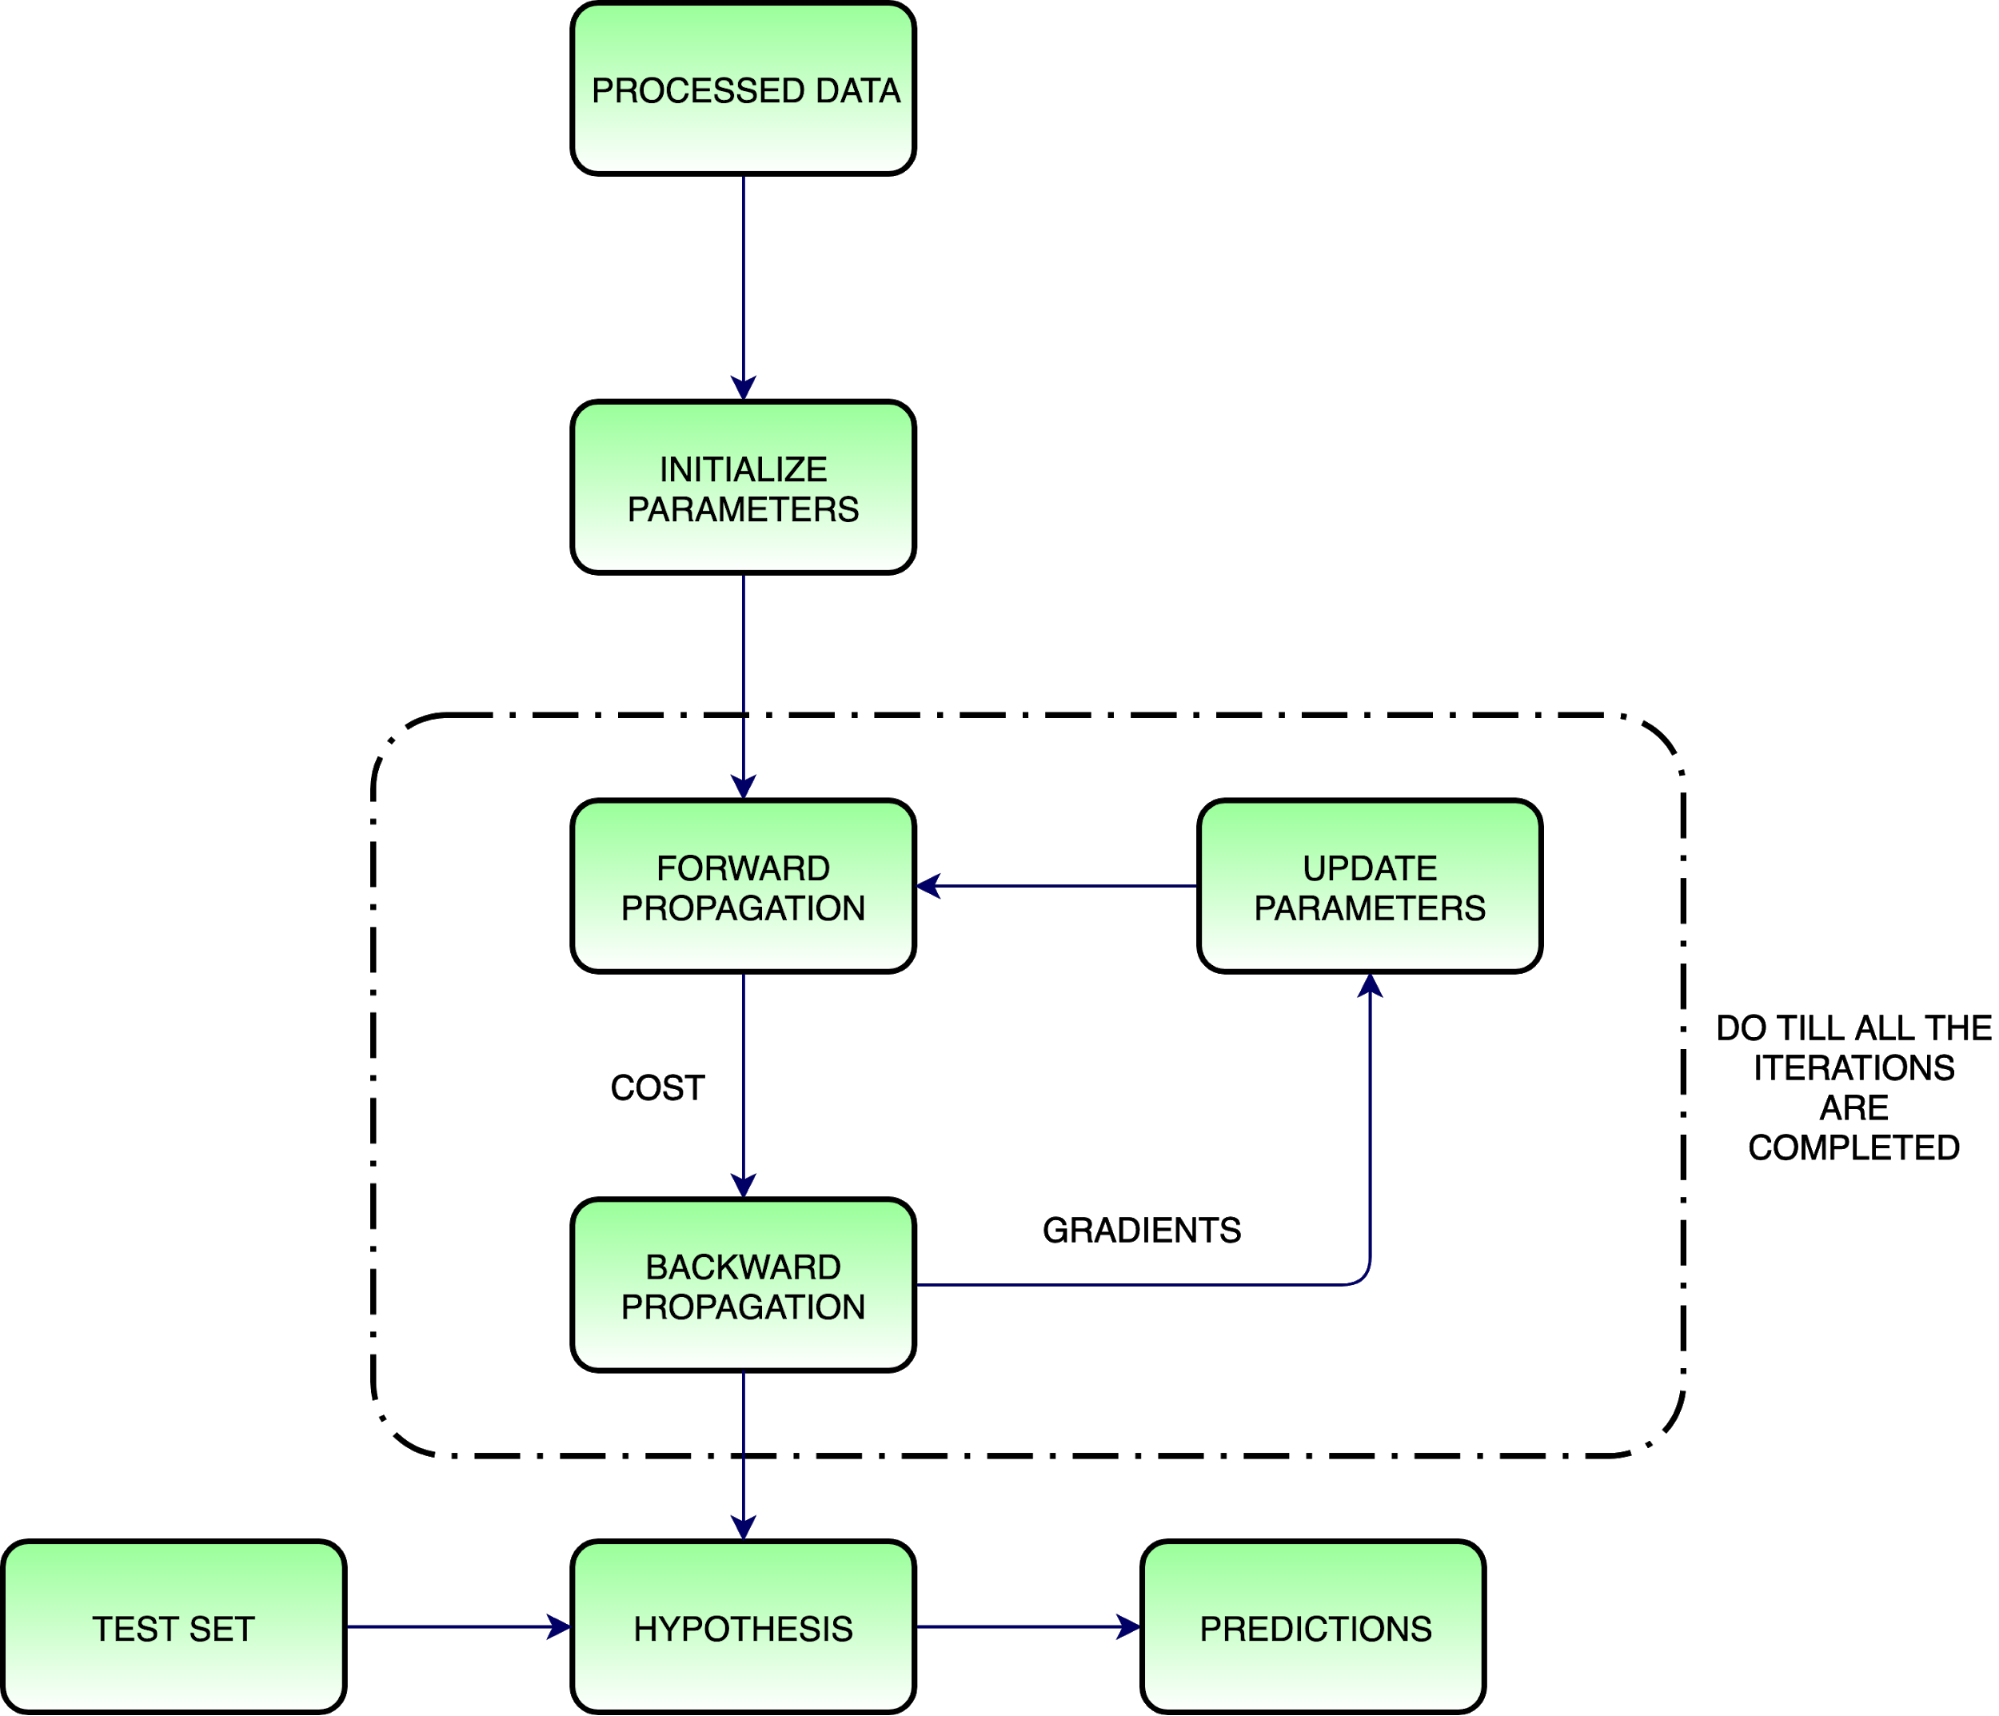 PROCESSED DATA
INITIALIZE
PARAMETERS
FORWARD
PROPAGATION
UPDATE
PARAMETERS
DO TILL ALL THE
ITERATIONS
ARE
COMPLETED
COST
GRADIENTS
BACKWARD
PROPAGATION
TEST SET
HYPOTHESIS
PREDICTIONS